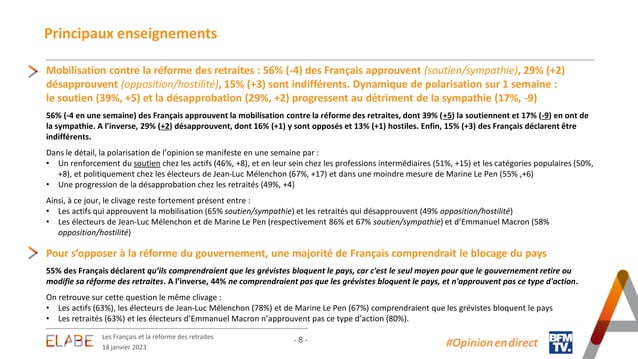 Principaux enseignements
Mobilisation contre la réforme des retraites : 56% (-4) des Français approuvent (soutien/sympathie), 29% (+2)
désapprouvent (opposition/hostilité), 15% (+3) sont indifférents. Dynamique de polarisation sur 1 semaine :
le soutien (39%, +5) et la désapprobation (29%, +2) progressent au détriment de la sympathie (17%, -9)
56% (-4 en une semaine) des Français approuvent la mobilisation contre la réforme des retraites, dont 39% (+5) la soutiennent et 17% (-9) en ont de
la sympathie. A l'inverse, 29% (+2) désapprouvent, dont 16% (+1) y sont opposés et 13% (+1) hostiles. Enfin, 15% (+3) des Français déclarent être
indifférents.
Dans le détail, la polarisation de l'opinion se manifeste en une semaine par :
• Un renforcement du soutien chez les actifs (46%, +8), et en leur sein chez les professions intermédiaires (51%, +15) et les catégories populaires (50%,
+8), et politiquement chez les électeurs de Jean-Luc Mélenchon (67%, +17) et dans une moindre mesure de Marine Le Pen (55% ,+6)
• Une progression de la désapprobation chez les retraités (49%, +4)
Ainsi, à ce jour, le clivage reste fortement présent entre :
• Les actifs qui approuvent la mobilisation (65% soutien/sympathie) et les retraités qui désapprouvent (49% opposition/hostilité)
• Les électeurs de Jean-Luc Mélenchon et de Marine Le Pen (respectivement 86% et 67% soutien/sympathie) et d'Emmanuel Macron (58%
opposition/hostilité)
Pour s'opposer à la réforme du gouvernement, une majorité de Français comprendrait le blocage du pays
55% des Français déclarent qu'ils comprendraient que les grévistes bloquent le pays, car c'est le seul moyen pour que le gouvernement retire ou
modifie sa réforme des retraites. A l'inverse, 44% ne comprendraient pas que les grévistes bloquent le pays, et n'approuvent pas ce type d'action.
On retrouve sur cette question le même clivage :
• Les actifs (63%), les électeurs de Jean-Luc Mélenchon (78%) et de Marine Le Pen (67%) comprendraient que les grévistes bloquent le pays
• Les retraités (63%) et les électeurs d'Emmanuel Macron n'approuvent pas ce type d'action (80%).
ELABE
Les Français et la réforme des retraites
18 janvier 2023
- 8 -
#Opinion en direct
BFM
TV.